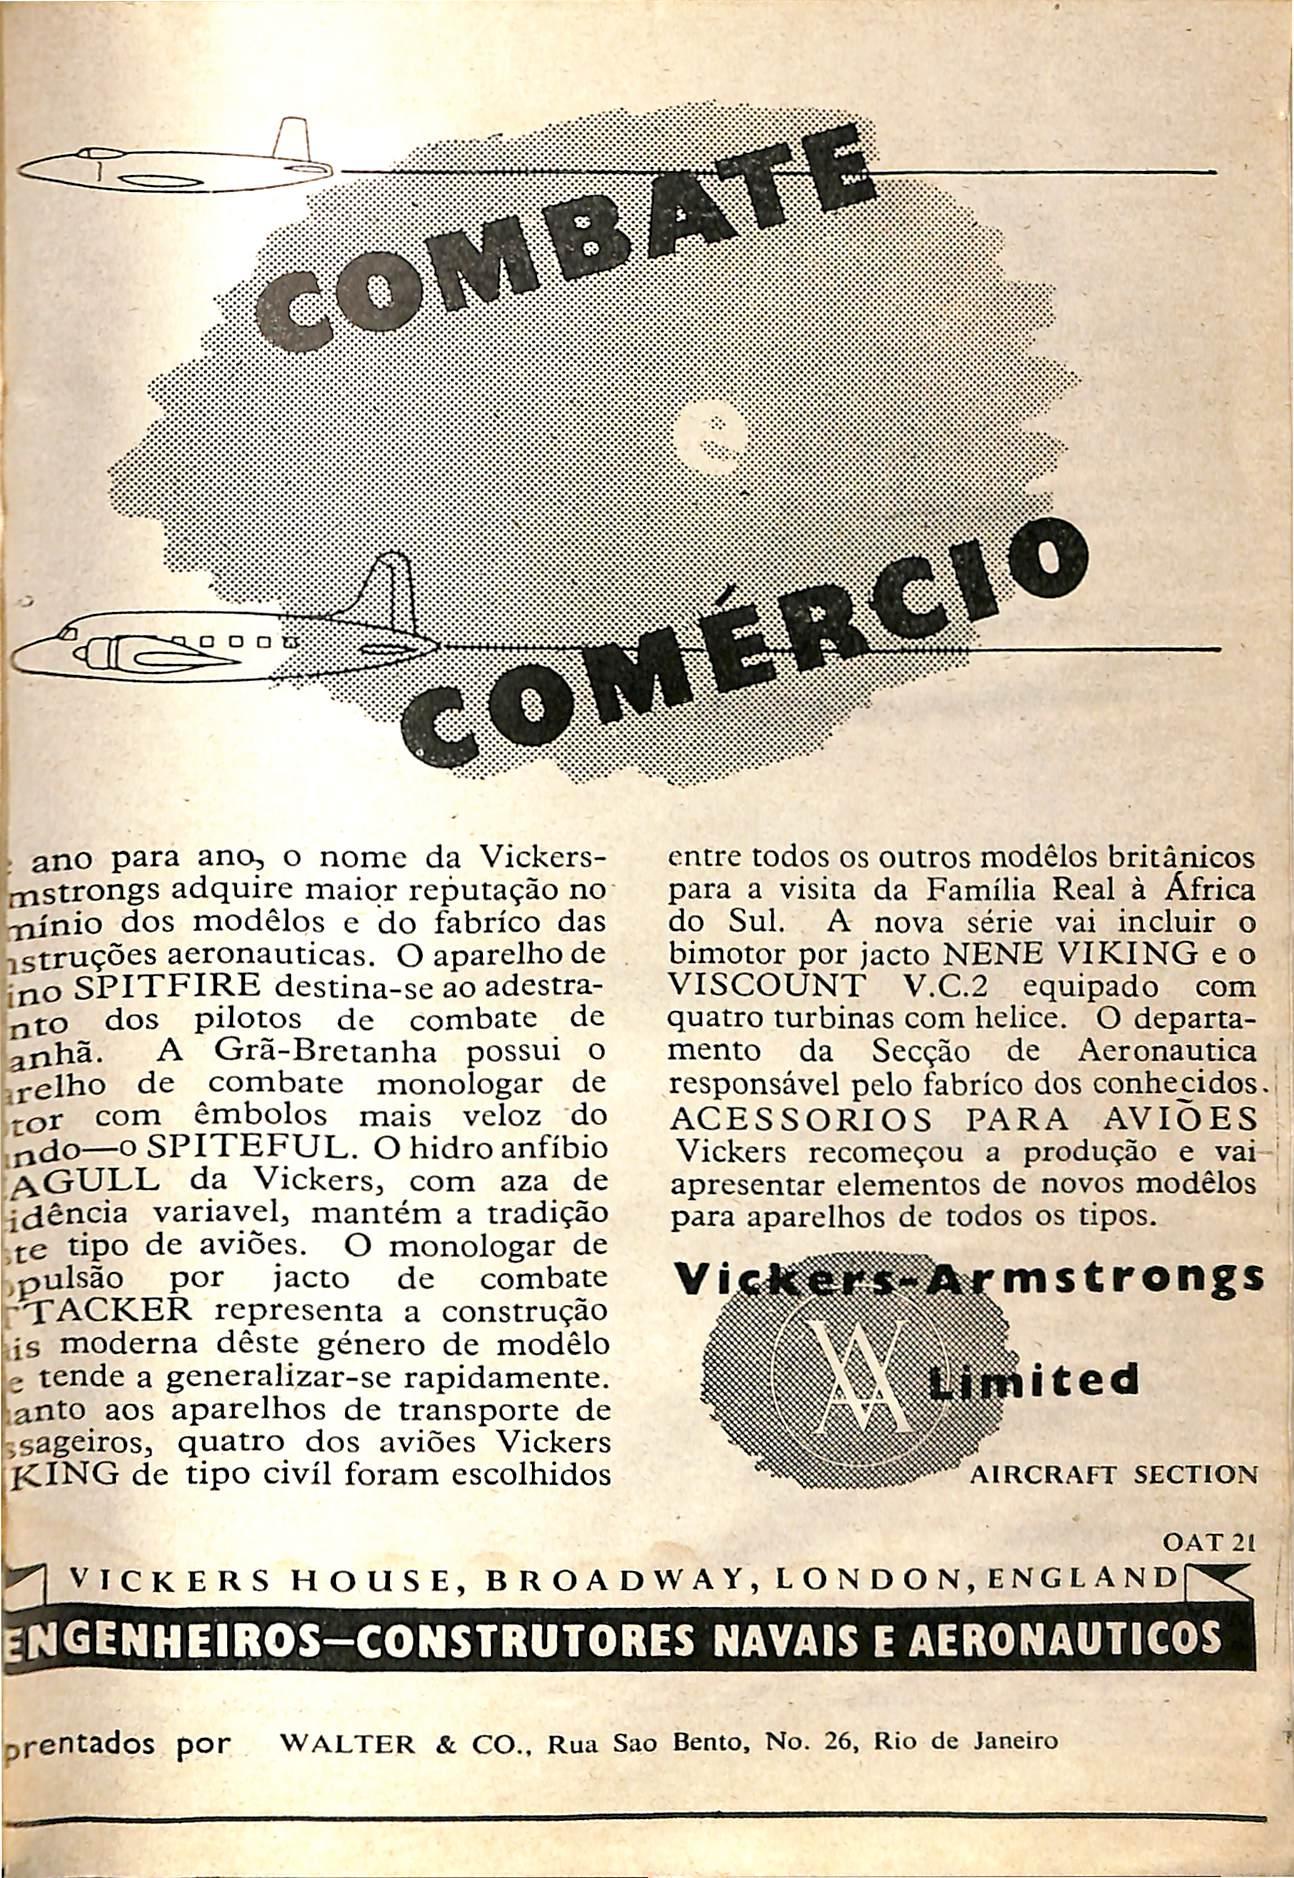 COMBATE
e
COMÉRCIO
ano para ano, o nome da Vickers-
mstrongs adquire maior reputação no
mínio dos modêlos e do fabríco das
nstruções aeronauticas. O aparelho de
ino SPITFIRE destina-se ao adestra-
nto dos pilotos de combate de
anhã. A Grã-Bretanha possui o
arelho de combate monologar de
tor com êmbolos mais veloz do
ndo—o SPITEFUL. O hidro anfíbio
AGULL da Vickers, com aza de
idência variavel, mantém a tradição
ste tipo de aviões. O monologar de
opulsão por jacto de combate
TTACKER representa a construção
is moderna dêste género de modêlo
e tende a generalizar-se rapidamente.
anto aos aparelhos de transporte de
ssageiros, quatro dos aviões Vickers
KING de tipo civíl foram escolhidos
entre todos os outros modêlos britânicos
para a visita da Família Real à África
do Sul. A nova série vai incluir o
bimotor por jacto NENE VIKING e o
VISCOUNT V.C.2 equipado com
quatro turbinas com helice. O departa-
mento da Secção de Aeronautica
responsável pelo fabríco dos conhecidos.
ACESSORIOS PARA AVIÕES
Vickers recomeçou a produção e vai
apresentar elementos de novos modêlos
para aparelhos de todos os tipos.
Vickers-Armstrongs
Limited
VA
AIRCRAFT SECTION
OAT 21
VICKERS HOUSE, BROADWAY, LONDON, ENGLAND
ENGENHEIROS—CONSTRUTORES NAVAIS E AERONAUTICOS
prentados por WALTER & CO., Rua Sao Bento, No. 26, Rio de Janeiro